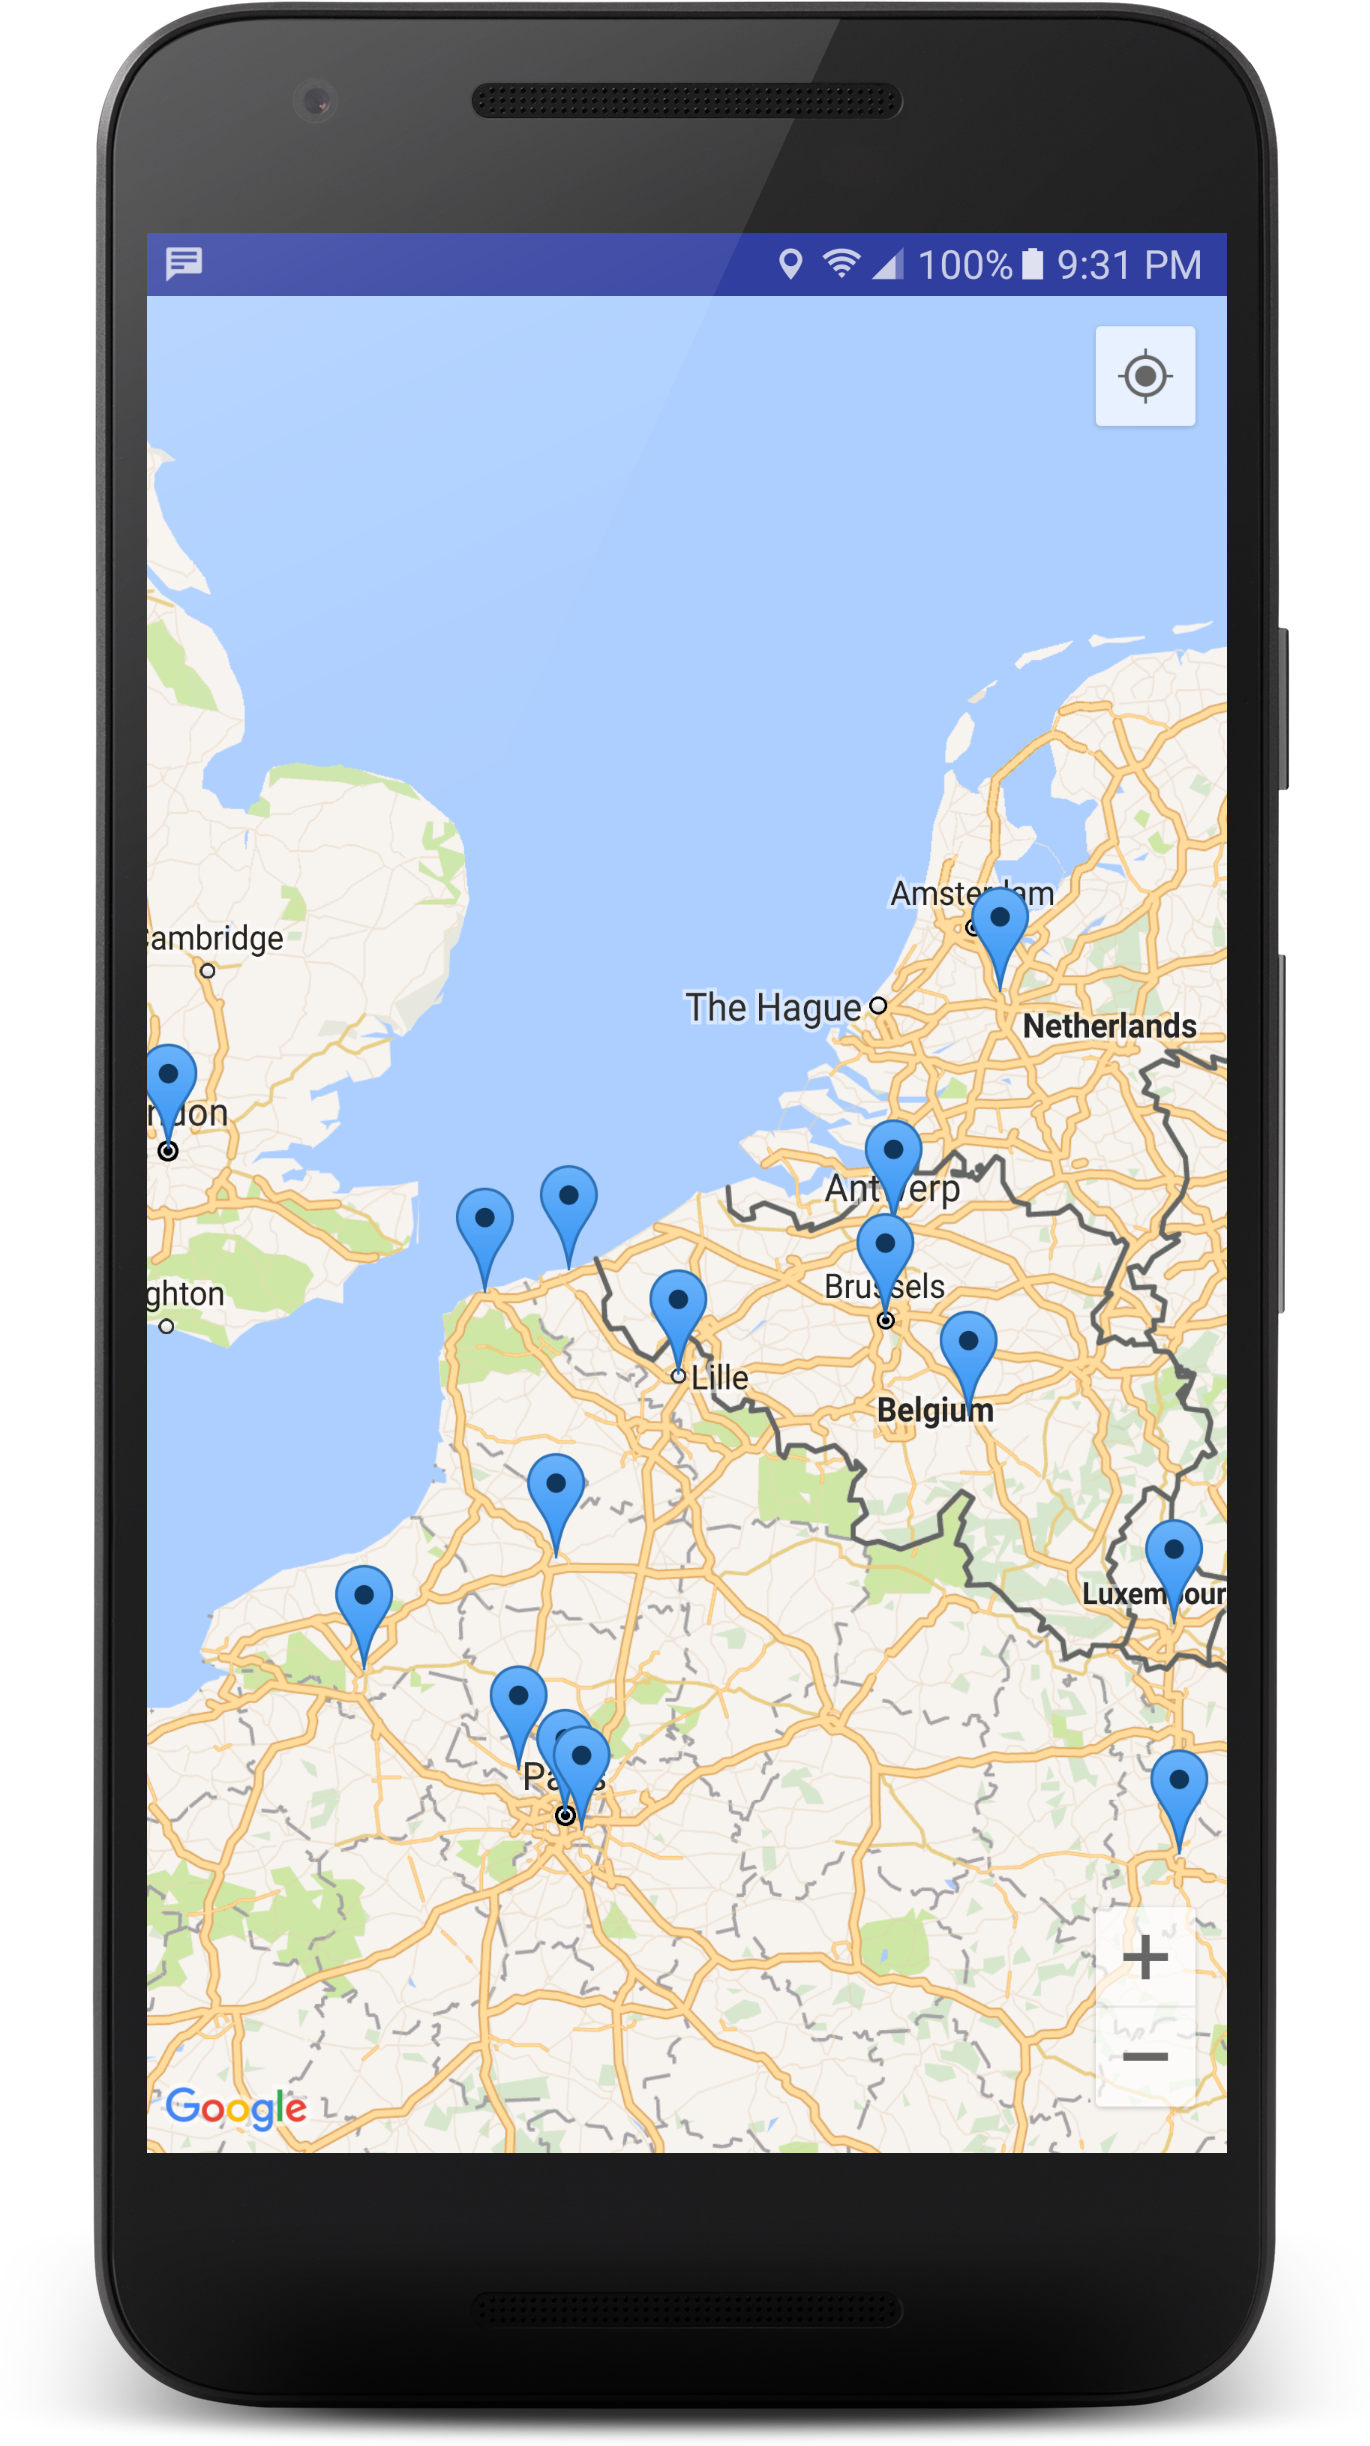 100% 9:31 PM
Amsterdam
ambridge
The Hague
Netherlands
ndon
Antwerp
ghton
Brussels
Lille
Belgium
Luxembour
Paris
Google